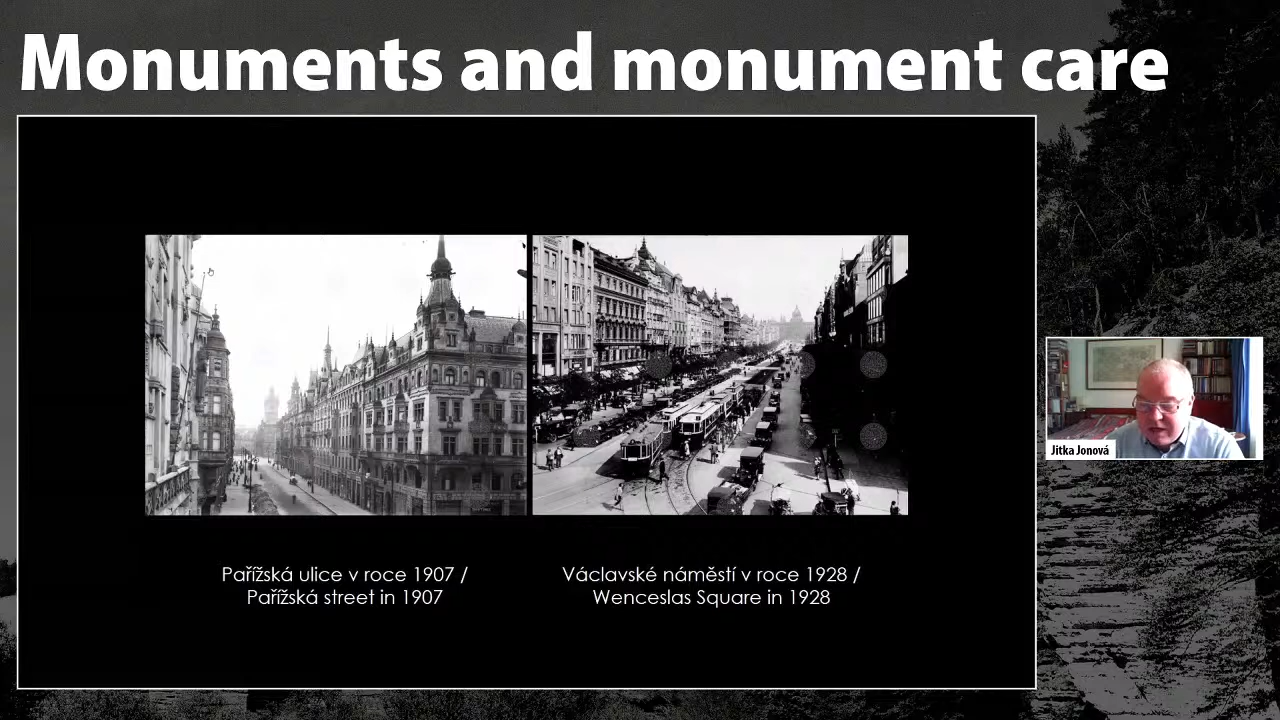 Monuments and monument care
Pařížská ulice v roce 1907 /
Pařížská street in 1907
Václavské náměstí v roce 1928 /
Wenceslas Square in 1928
Jitka Jonová